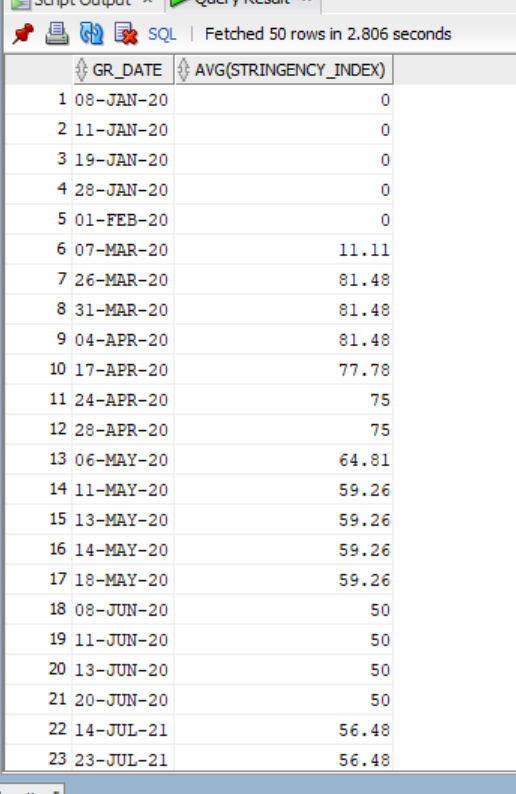 Script Output × Query Result ×
SQL | Fetched 50 rows in 2.806 seconds
GR_DATE AVG(STRINGENCY_INDEX)
1 08-JAN-20 0
2 11-JAN-20 0
3 19-JAN-20 0
4 28-JAN-20 0
5 01-FEB-20 0
6 07-MAR-20 11.11
7 26-MAR-20 81.48
8 31-MAR-20 81.48
9 04-APR-20 81.48
10 17-APR-20 77.78
11 24-APR-20 75
12 28-APR-20 75
13 06-MAY-20 64.81
14 11-MAY-20 59.26
15 13-MAY-20 59.26
16 14-MAY-20 59.26
17 18-MAY-20 59.26
18 08-JUN-20 50
19 11-JUN-20 50
20 13-JUN-20 50
21 20-JUN-20 50
22 14-JUL-21 56.48
23 23-JUL-21 56.48